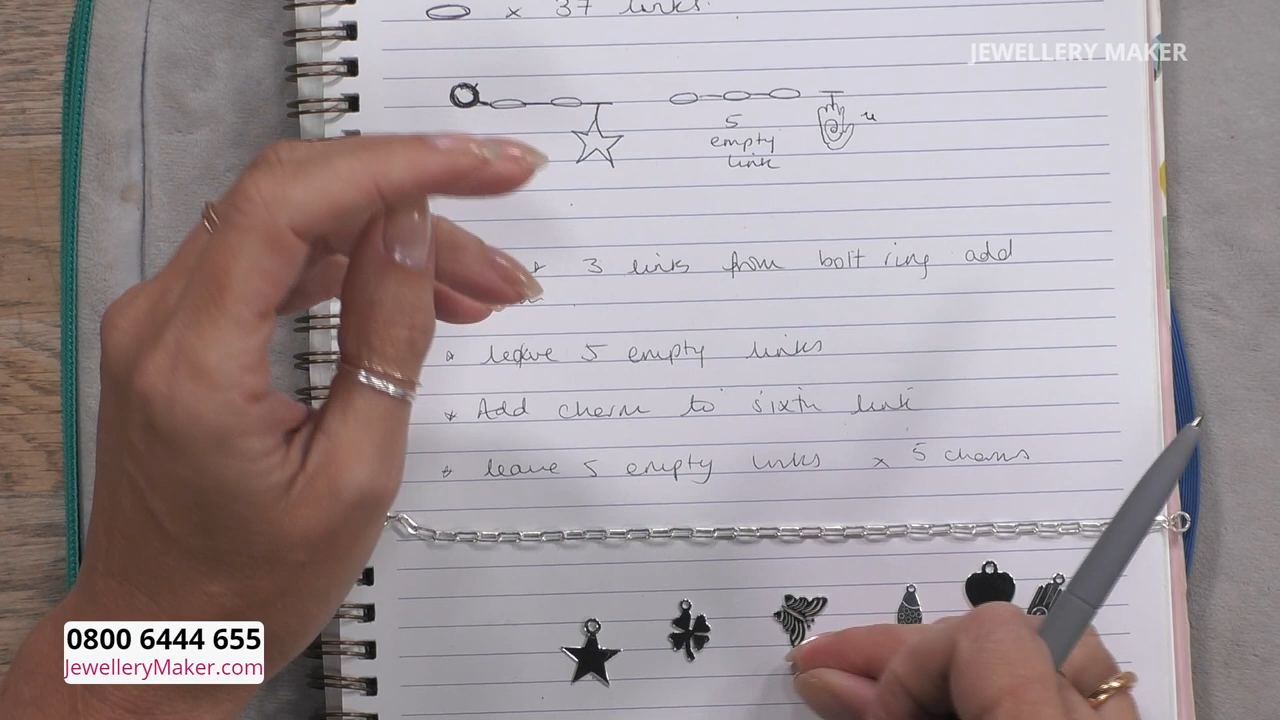 x 37 links.
JEWELLERY MAKER
5
empty
link
3 links from bolt ring add
* leave 5 empty links
* Add charm to sixth link
* leave 5 empty links x 5 charms
0800 6444 655
JewelleryMaker.com